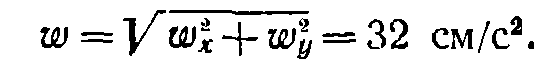 w = √(w_x² + w_y²) = 32 см/с².